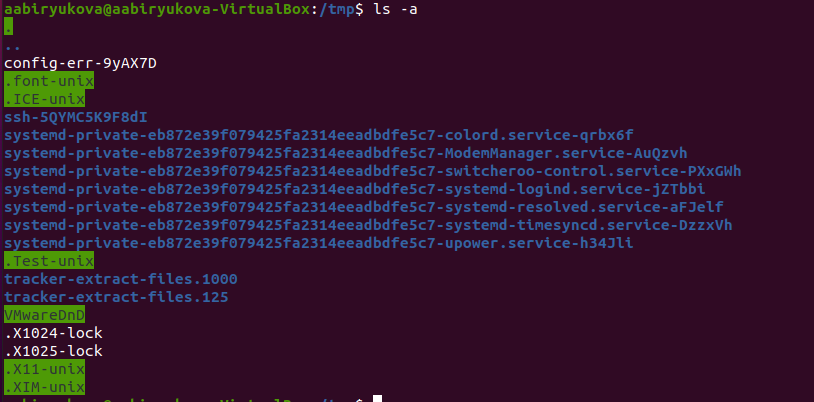 aabiryukova@aabiryukova-VirtualBox:/tmp$ ls -a
.
..
config-err-9yAX7D
.font-unix
.ICE-unix
ssh-5QYMC5K9F8dI
systemd-private-eb872e39f079425fa2314eeadbdfe5c7-colord.service-qrbx6f
systemd-private-eb872e39f079425fa2314eeadbdfe5c7-ModemManager.service-AuQzvh
systemd-private-eb872e39f079425fa2314eeadbdfe5c7-switcheroo-control.service-PXxGWh
systemd-private-eb872e39f079425fa2314eeadbdfe5c7-systemd-logind.service-jZTbbi
systemd-private-eb872e39f079425fa2314eeadbdfe5c7-systemd-resolved.service-aFJelf
systemd-private-eb872e39f079425fa2314eeadbdfe5c7-systemd-timesyncd.service-DzzxVh
systemd-private-eb872e39f079425fa2314eeadbdfe5c7-upower.service-h34Jli
.Test-unix
tracker-extract-files.1000
tracker-extract-files.125
VMwareDnD
.X1024-lock
.X1025-lock
.X11-unix
.XIM-unix
aabiryukova@aabiryukova-VirtualBox:/tmp$